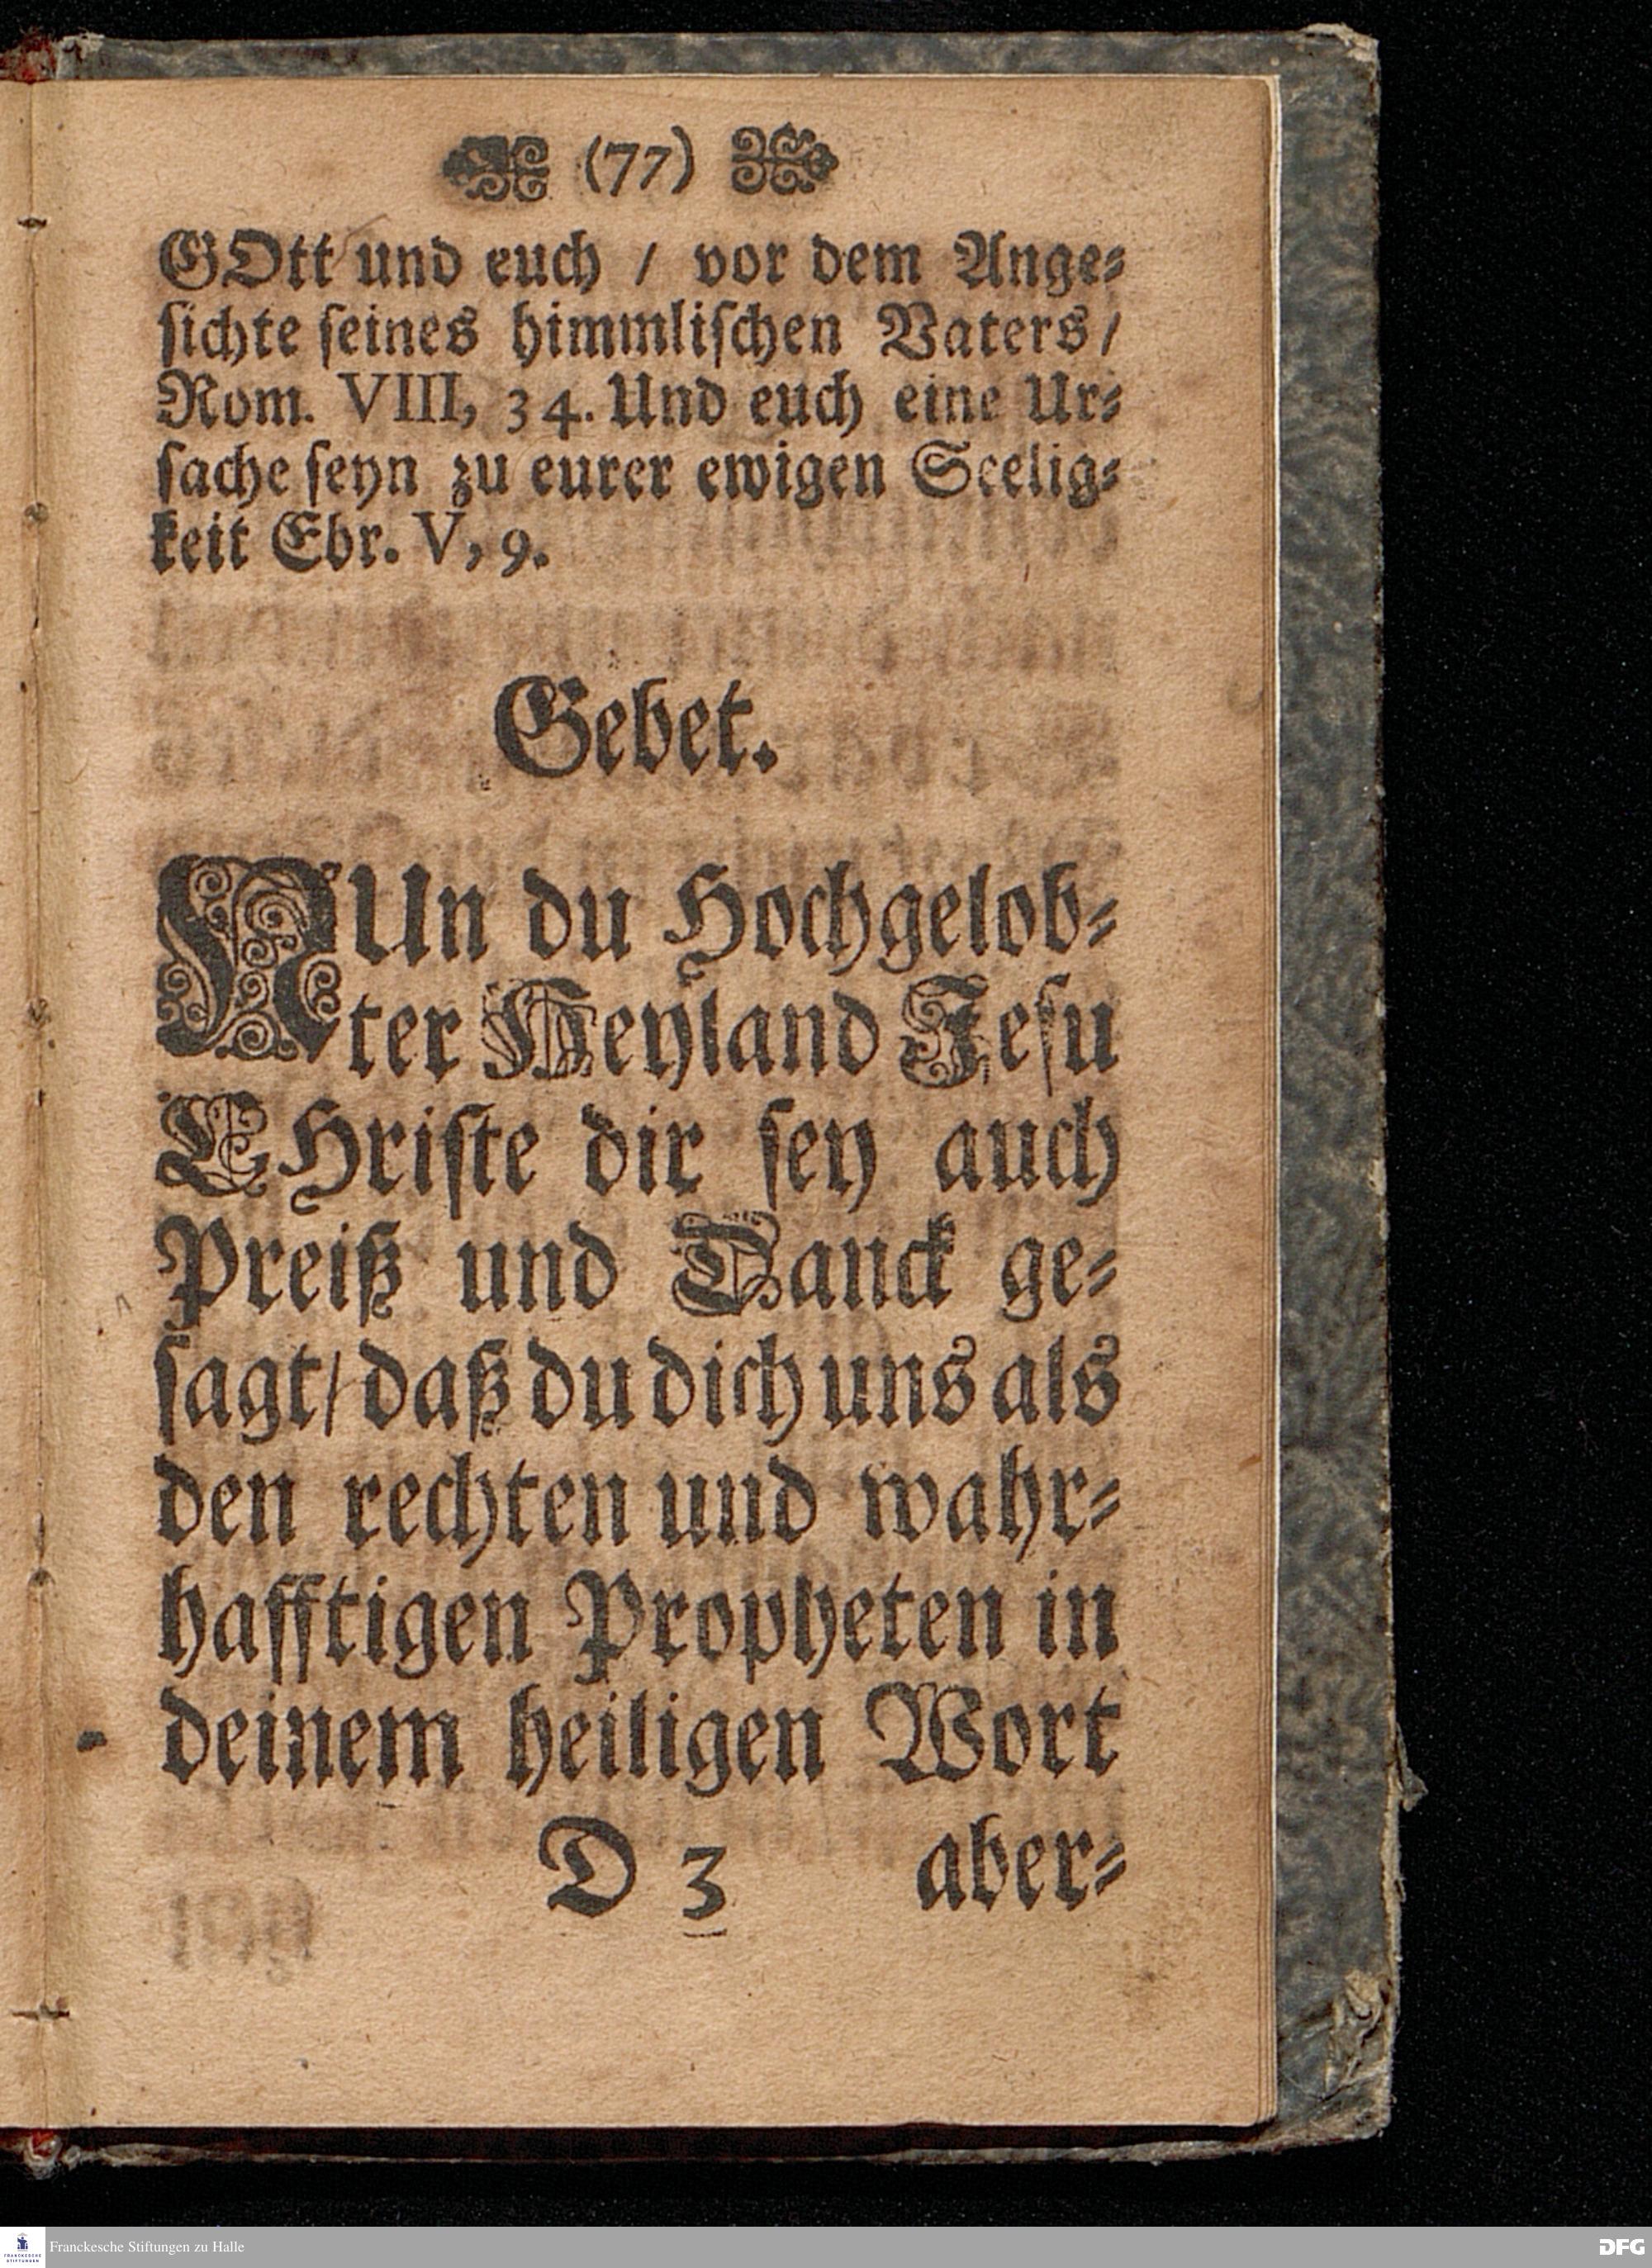 (77)
GOtt und euch / vor dem Ange⸗
ſichte ſeines himmliſchen Vaters /
Rom. VIII, 34. Und euch eine Ur⸗
ſache ſeyn zu eurer ewigen Seelig⸗
keit Ebr. V, 9.
Gebet.
NUn du Hochgelob⸗
ter Heyland Jeſu
CHriſte dir ſey auch
Preiß und Danck ge⸗
ſagt / daß du dich uns als
den rechten und wahr⸗
hafftigen Propheten in
deinem heiligen Wort
D 3 aber⸗
FRANCKESCHE STIFTUNGEN
Franckesche Stiftungen zu Halle
DFG